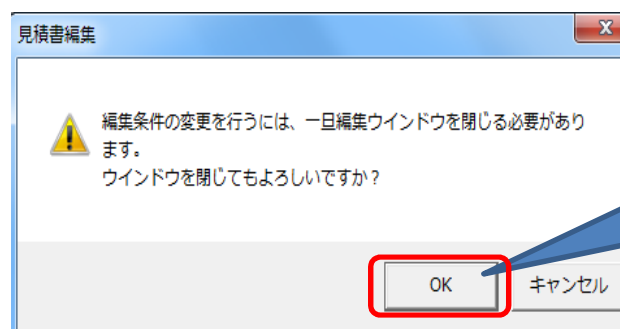 見積書編集
編集条件の変更を行うには、一旦編集ウインドウを閉じる必要があり
ます。
ウインドウを閉じてもよろしいですか?
OK
キャンセル